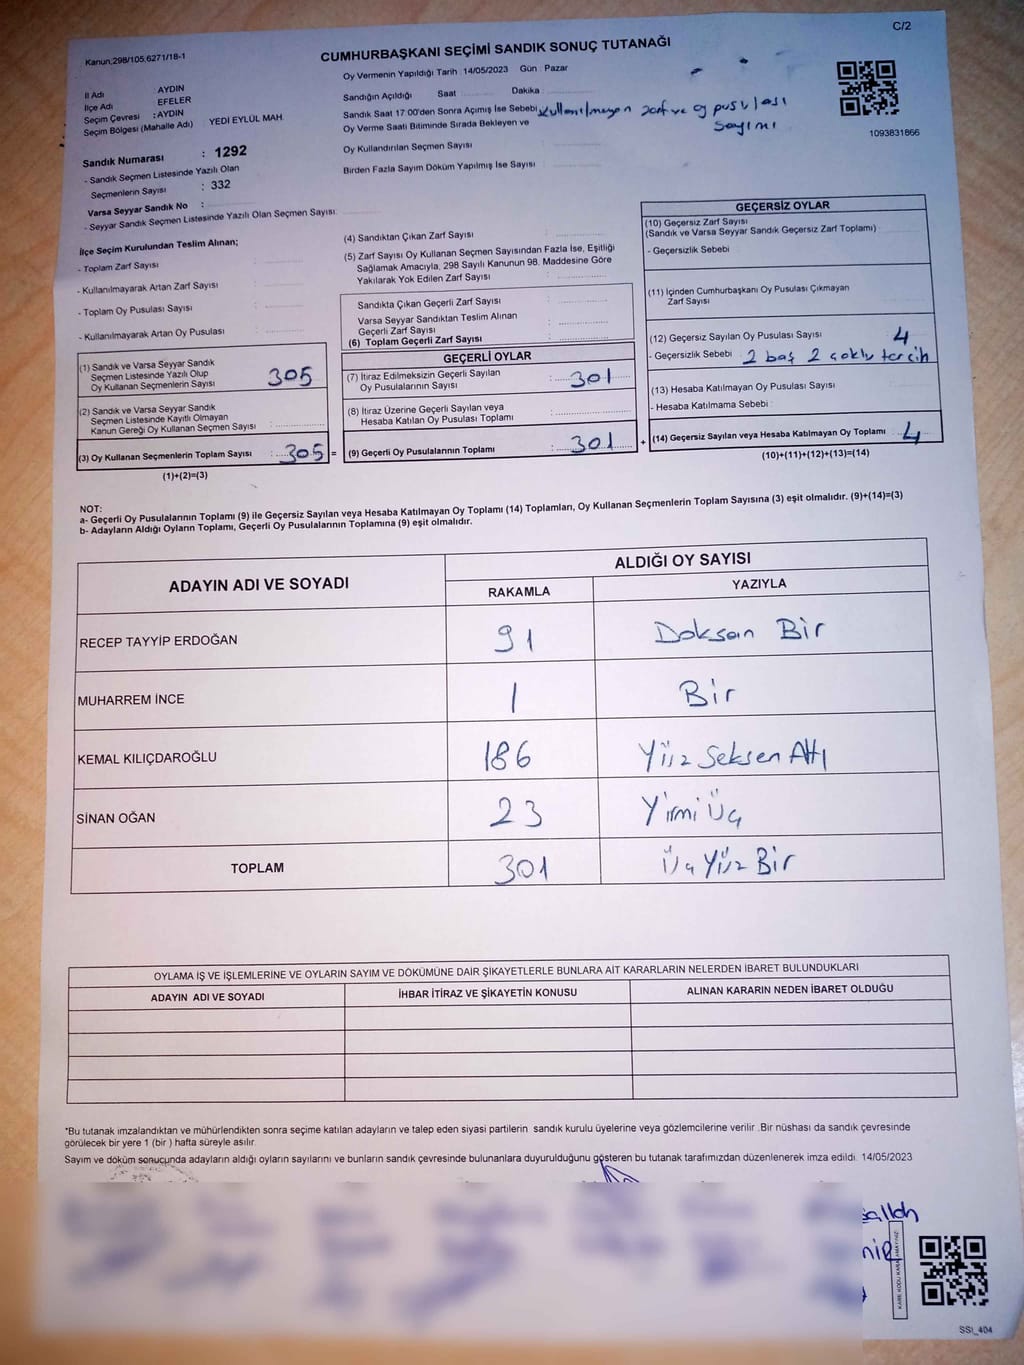 C/2
Kanun;298/105,6271/18-1
CUMHURBAŞKANI SEÇİMİ SANDIK SONUÇ TUTANAĞI
İl Adı AYDIN
İlçe Adı EFELER
Seçim Çevresi : AYDIN
Seçim Bölgesi (Mahalle Adı) YEDİ EYLÜL MAH.
Sandık Numarası : 1292
- Sandık Seçmen Listesinde Yazılı Olan
Seçmenlerin Sayısı : 332
Varsa Seyyar Sandık No :
- Seyyar Sandık Seçmen Listesinde Yazılı Olan Seçmen Sayısı:
Oy Vermenin Yapıldığı Tarih : 14/05/2023 Gün : Pazar
Sandığın Açıldığı Saat Dakika :
Sandık Saat 17:00'den Sonra Açımış İse Sebebi Kullanılmayan zarf ve oy pusulası
sayımı
Oy Verme Saati Bitiminde Sırada Bekleyen ve
Oy Kullandırılan Seçmen Sayısı
Birden Fazla Sayım Döküm Yapılmış İse Sayısı :
1093831866
İlçe Seçim Kurulundan Teslim Alınan;
- Toplam Zarf Sayısı :
- Kullanılmayarak Artan Zarf Sayısı :
- Toplam Oy Pusulası Sayısı :
- Kullanılmayarak Artan Oy Pusulası :
(1) Sandık ve Varsa Seyyar Sandık
Seçmen Listesinde Yazılı Olup
Oy Kullanan Seçmenlerin Sayısı 305
(2) Sandık ve Varsa Seyyar Sandık
Seçmen Listesinde Kayıtlı Olmayan
Kanun Gereği Oy Kullanan Seçmen Sayısı :
(3) Oy Kullanan Seçmenlerin Toplam Sayısı : 305 =
(1)+(2)=(3)
(4) Sandıktan Çıkan Zarf Sayısı :
(5) Zarf Sayısı Oy Kullanan Seçmen Sayısından Fazla İse, Eşitliği
Sağlamak Amacıyla, 298 Sayılı Kanunun 98. Maddesine Göre
Yakılarak Yok Edilen Zarf Sayısı :
Sandıkta Çıkan Geçerli Zarf Sayısı :
Varsa Seyyar Sandıktan Teslim Alınan
Geçerli Zarf Sayısı :
(6) Toplam Geçerli Zarf Sayısı :
GEÇERLİ OYLAR
(7) İtiraz Edilmeksizin Geçerli Sayılan
Oy Pusulalarının Sayısı : 301
(8) İtiraz Üzerine Geçerli Sayılan veya
Hesaba Katılan Oy Pusulası Toplamı :
(9) Geçerli Oy Pusulalarının Toplamı : 301 +
GEÇERSİZ OYLAR
(10) Geçersiz Zarf Sayısı
(Sandık ve Varsa Seyyar Sandık Geçersiz Zarf Toplamı)
- Geçersizlik Sebebi :
(11) İçinden Cumhurbaşkanı Oy Pusulası Çıkmayan
Zarf Sayısı :
(12) Geçersiz Sayılan Oy Pusulası Sayısı : 4
- Geçersizlik Sebebi : 2 boş 2 çoklu tercih
(13) Hesaba Katılmayan Oy Pusulası Sayısı :
- Hesaba Katılmama Sebebi :
(14) Geçersiz Sayılan veya Hesaba Katılmayan Oy Toplamı : 4
(10)+(11)+(12)+(13)=(14)
NOT:
a- Geçerli Oy Pusulalarının Toplamı (9) ile Geçersiz Sayılan veya Hesaba Katılmayan Oy Toplamı (14) Toplamları, Oy Kullanan Seçmenlerin Toplam Sayısına (3) eşit olmalıdır. (9)+(14)=(3)
b- Adayların Aldığı Oyların Toplamı, Geçerli Oy Pusulalarının Toplamına (9) eşit olmalıdır.
ADAYIN ADI VE SOYADI ALDIĞI OY SAYISI
RAKAMLA YAZIYLA
RECEP TAYYİP ERDOĞAN 91 Doksan Bir
MUHARREM İNCE 1 Bir
KEMAL KILIÇDAROĞLU 186 Yüz Seksen Altı
SİNAN OĞAN 23 Yirmi Üç
TOPLAM 301 Üç Yüz Bir
OYLAMA İŞ VE İŞLEMLERİNE VE OYLARIN SAYIM VE DÖKÜMÜNE DAİR ŞİKAYETLERLE BUNLARA AİT KARARLARIN NELERDEN İBARET BULUNDUKLARI
ADAYIN ADI VE SOYADI İHBAR İTİRAZ VE ŞİKAYETİN KONUSU ALINAN KARARIN NEDEN İBARET OLDUĞU
*Bu tutanak imzalandıktan ve mühürlendikten sonra seçime katılan adayların ve talep eden siyasi partilerin sandık kurulu üyelerine veya gözlemcilerine verilir .Bir nüshası da sandık çevresinde
görülecek bir yere 1 (bir ) hafta süreyle asılır.
Sayım ve döküm sonucunda adayların aldığı oyların sayılarını ve bunların sandık çevresinde bulunanlara duyurulduğunu gösteren bu tutanak tarafımızdan düzenlenerek imza edildi. 14/05/2023
SSI_404